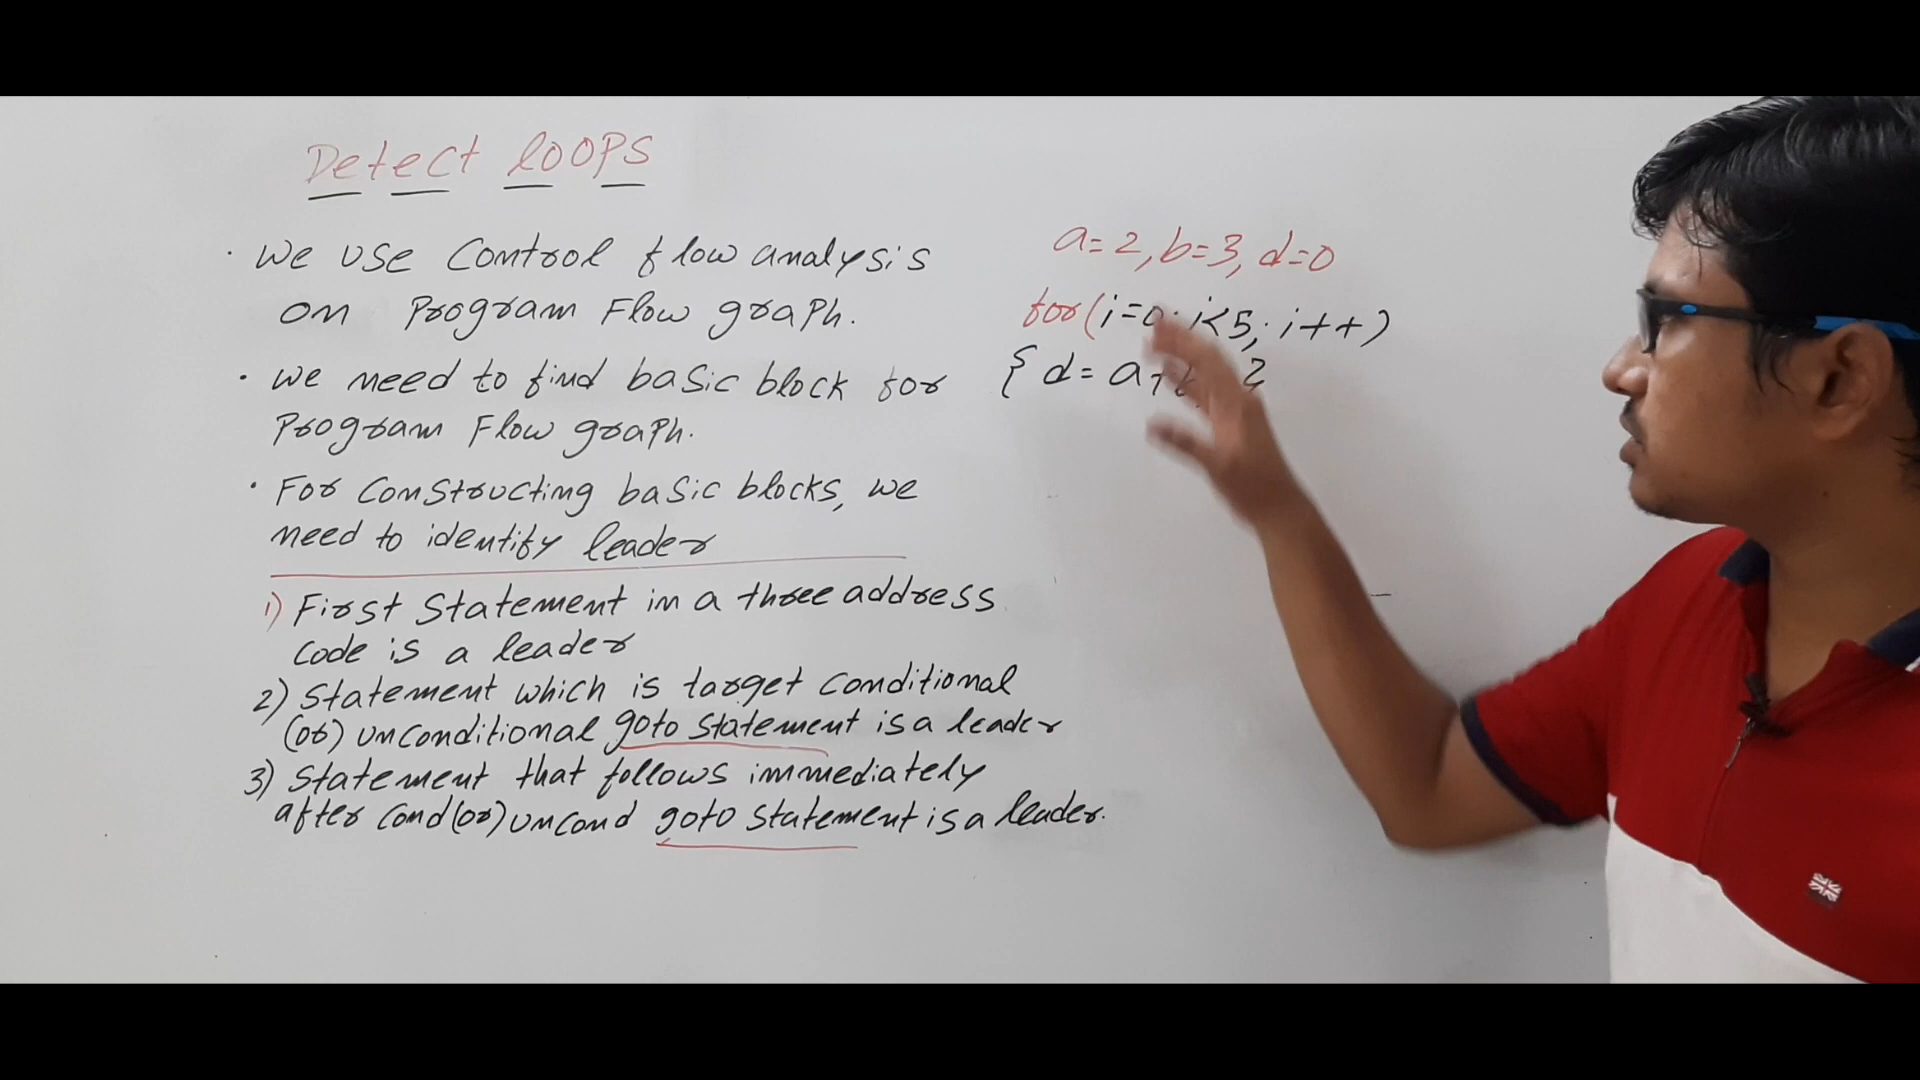 Detect loops
· We use Control flow analysis
on Program Flow graph.
· we need to find basic block for
Program Flow graph.
· For Constructing basic blocks, we
need to identify leader
1) First Statement in a three address
Code is a leader
2) Statement which is target conditional
(or) unconditional goto statement is a leader
3) Statement that follows immediately
after cond(or) uncond goto statement is a leader.
a=2, b=3, d=0
for(i=0; i<5; i++)
{ d= a+